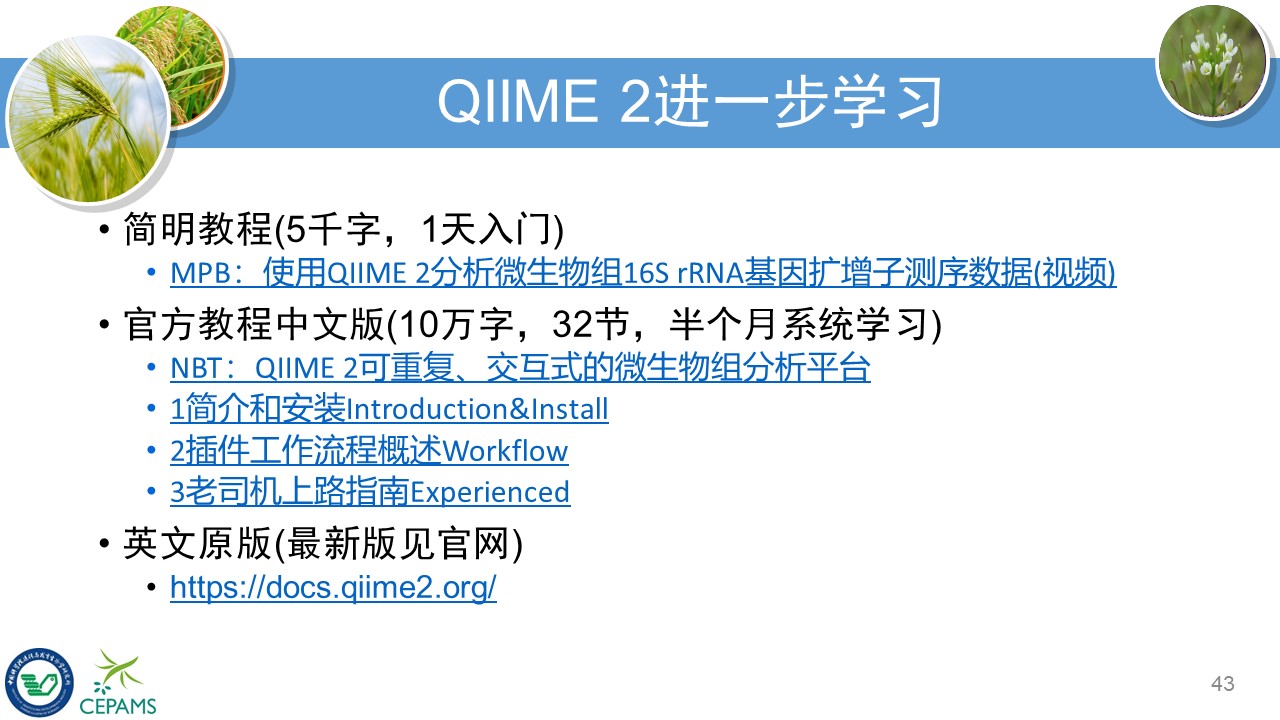 QIIME 2进一步学习
• 简明教程(5千字，1天入门)
• MPB：使用QIIME 2分析微生物组16S rRNA基因扩增子测序数据(视频)
• 官方教程中文版(10万字，32节，半个月系统学习)
• NBT：QIIME 2可重复、交互式的微生物组分析平台
• 1简介和安装Introduction&Install
• 2插件工作流程概述Workflow
• 3老司机上路指南Experienced
• 英文原版(最新版见官网)
• https://docs.qiime2.org/
CEPAMS
43